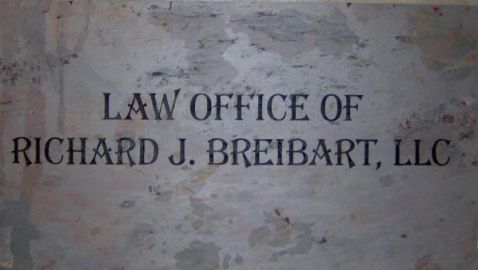 LAW OFFICE OF
RICHARD J. BREIBART, LLC